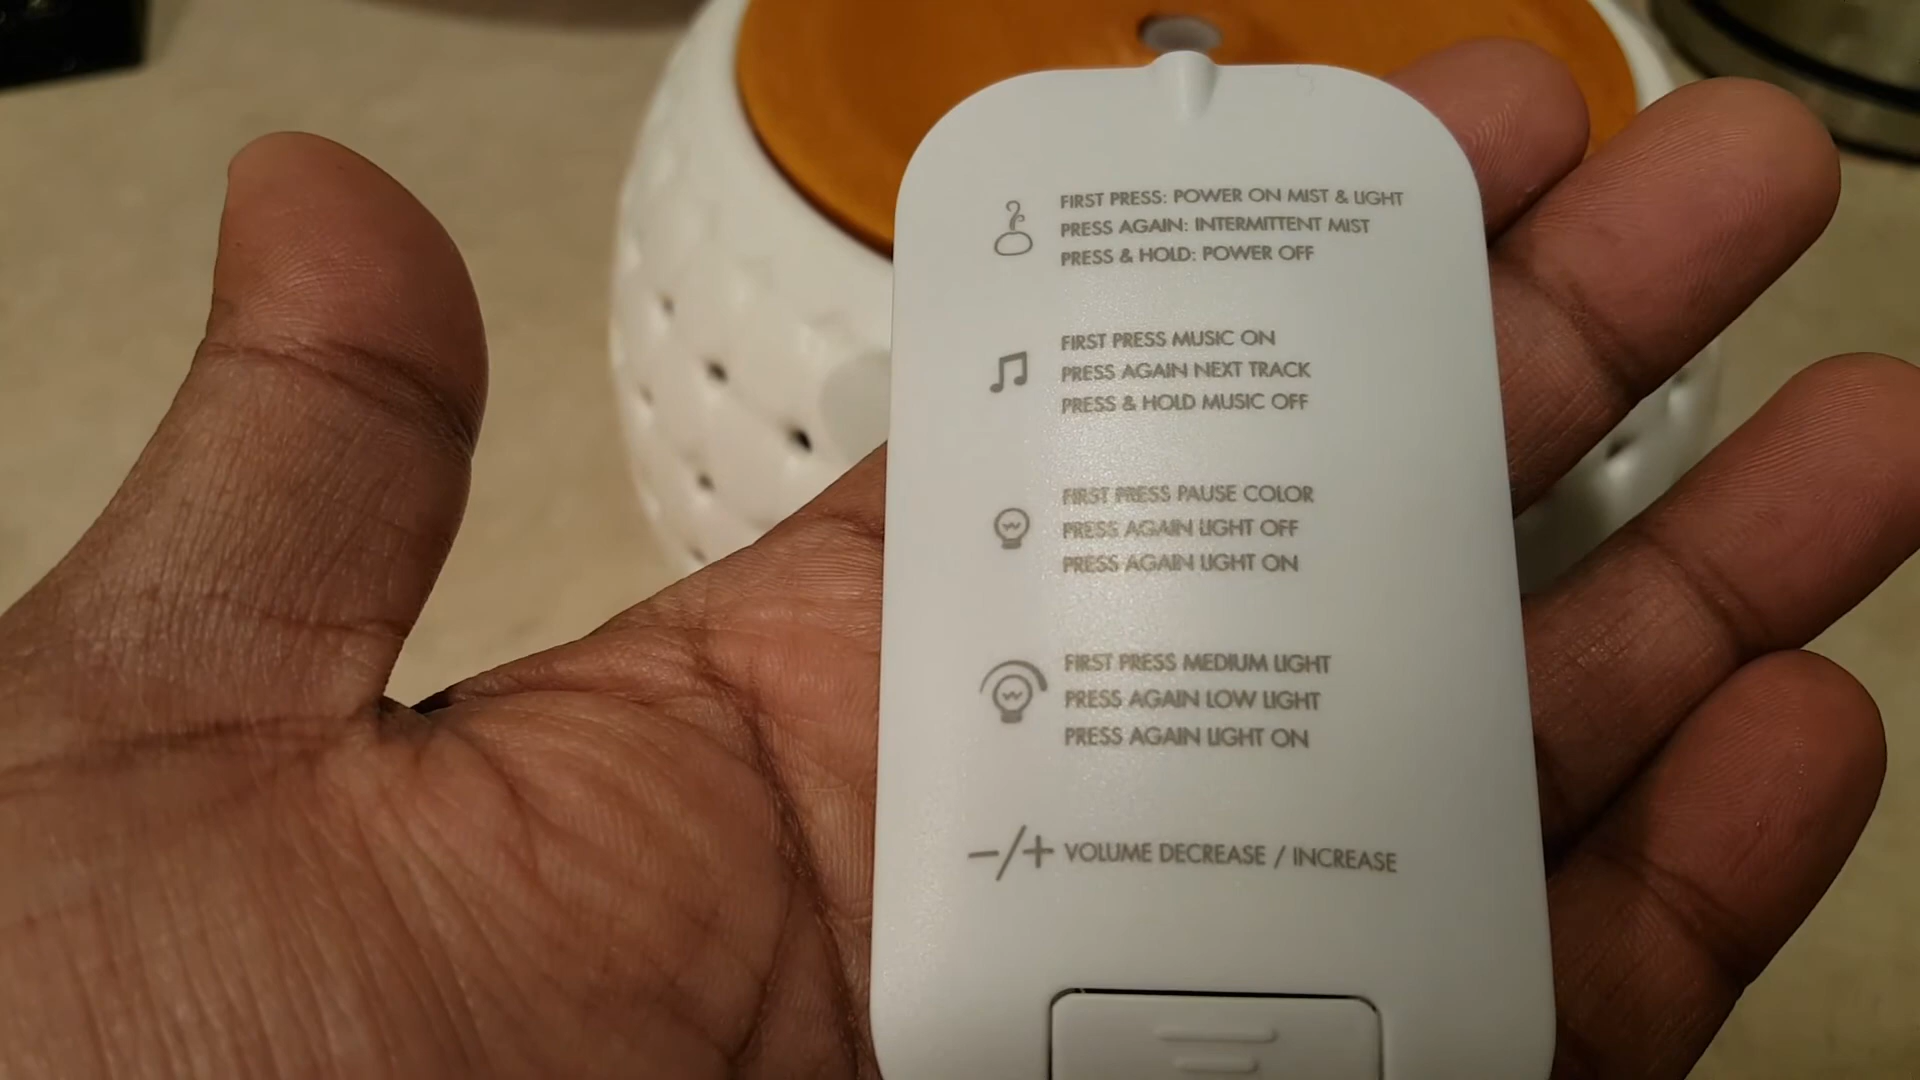 FIRST PRESS: POWER ON MIST & LIGHT
PRESS AGAIN: INTERMITTENT MIST
PRESS & HOLD: POWER OFF
FIRST PRESS MUSIC ON
PRESS AGAIN NEXT TRACK
PRESS & HOLD MUSIC OFF
FIRST PRESS PAUSE COLOR
PRESS AGAIN LIGHT OFF
PRESS AGAIN LIGHT ON
FIRST PRESS MEDIUM LIGHT
PRESS AGAIN LOW LIGHT
PRESS AGAIN LIGHT ON
−/+ VOLUME DECREASE / INCREASE